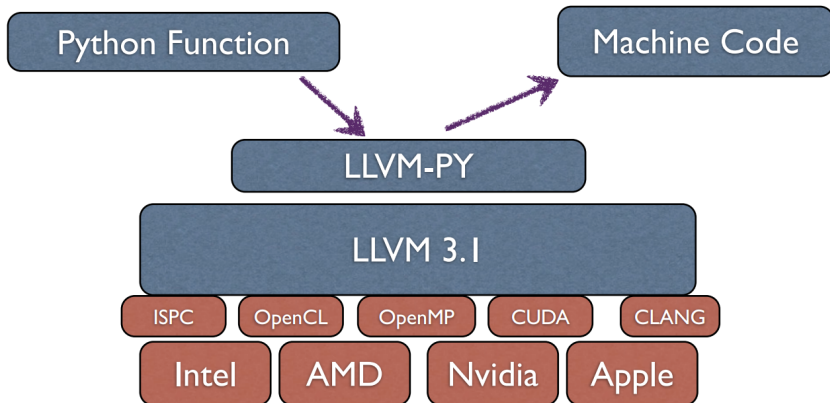 Python Function
Machine Code
LLVM-PY
LLVM 3.1
ISPC
OpenCL
OpenMP
CUDA
CLANG
Intel
AMD
Nvidia
Apple